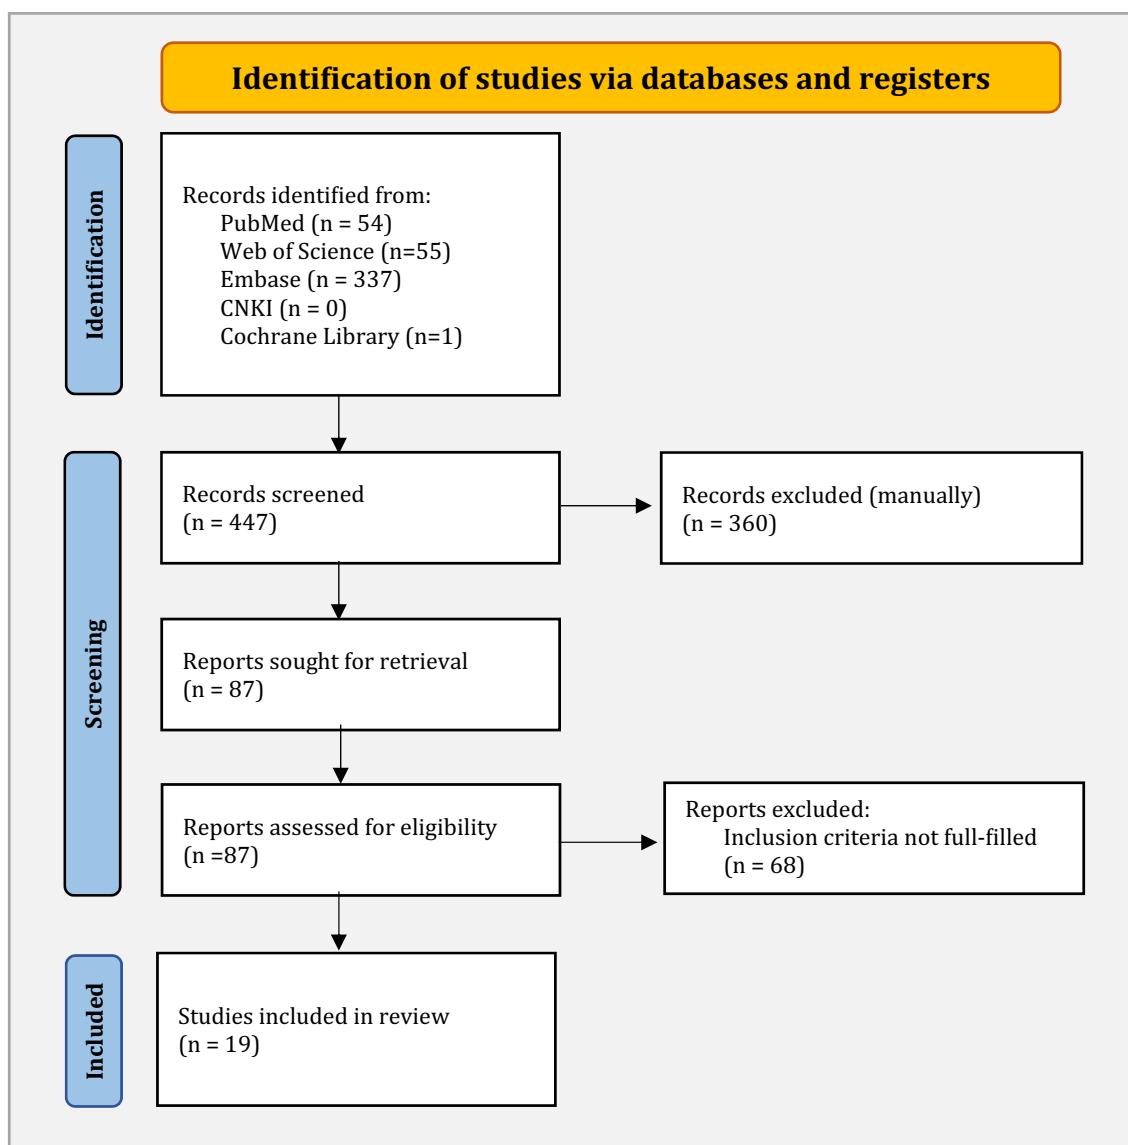 Identification of studies via databases and registers
Identification
Records identified from:
PubMed (n = 54)
Web of Science (n=55)
Embase (n = 337)
CNKI (n = 0)
Cochrane Library (n=1)
Screening
Records screened
(n = 447)
Records excluded (manually)
(n = 360)
Reports sought for retrieval
(n = 87)
Reports assessed for eligibility
(n =87)
Reports excluded:
Inclusion criteria not full-filled
(n = 68)
Included
Studies included in review
(n = 19)